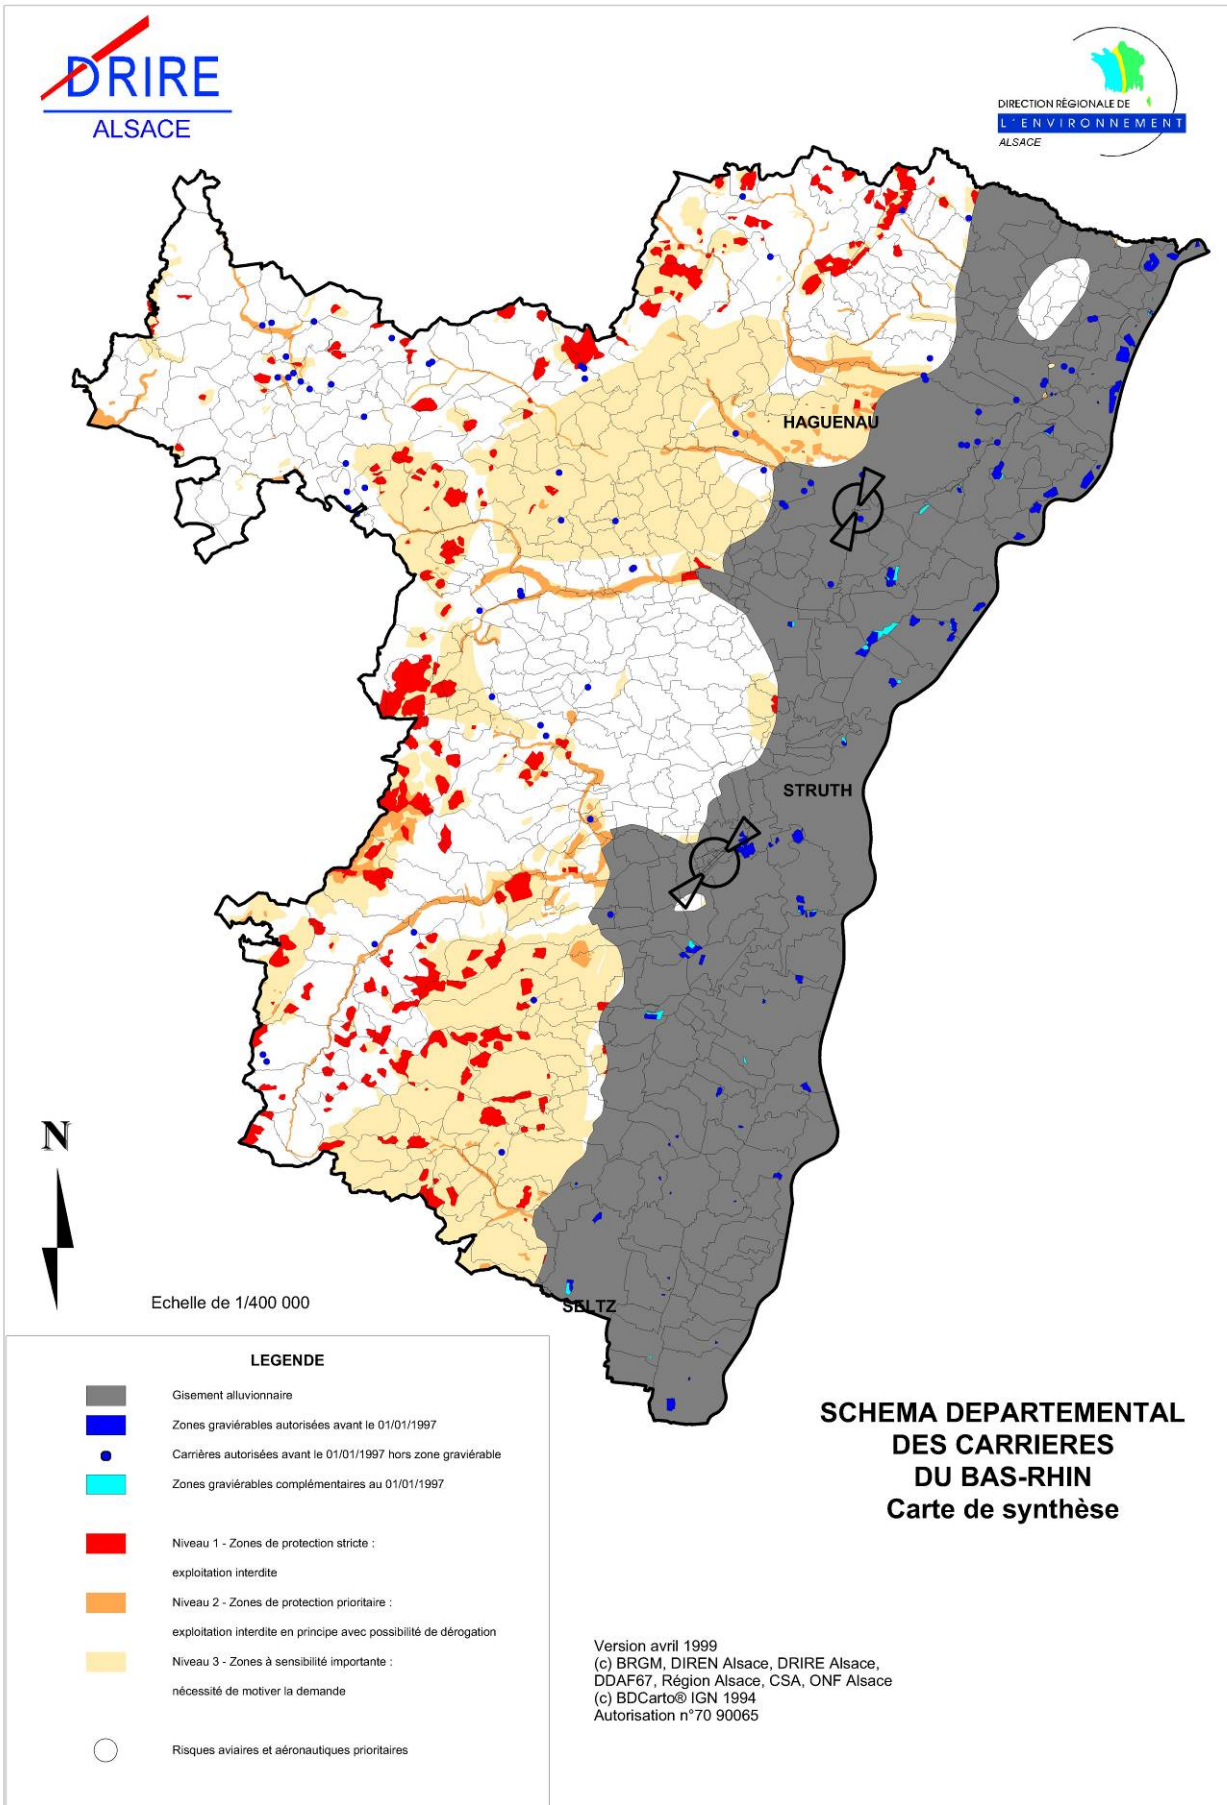 DRIRE
ALSACE
DIRECTION RÉGIONALE DE
L'ENVIRONNEMENT
ALSACE
HAGUENAU
STRUTH
SELTZ
N
Echelle de 1/400 000
LEGENDE
Gisement alluvionnaire
Zones graviérables autorisées avant le 01/01/1997
Carrières autorisées avant le 01/01/1997 hors zone graviérable
Zones graviérables complémentaires au 01/01/1997
Niveau 1 - Zones de protection stricte :
exploitation interdite
Niveau 2 - Zones de protection prioritaire :
exploitation interdite en principe avec possibilité de dérogation
Niveau 3 - Zones à sensibilité importante :
nécessité de motiver la demande
Risques aviaires et aéronautiques prioritaires
SCHEMA DEPARTEMENTAL
DES CARRIERES
DU BAS-RHIN
Carte de synthèse
Version avril 1999
(c) BRGM, DIREN Alsace, DRIRE Alsace,
DDAF67, Région Alsace, CSA, ONF Alsace
(c) BDCarto® IGN 1994
Autorisation n°70 90065